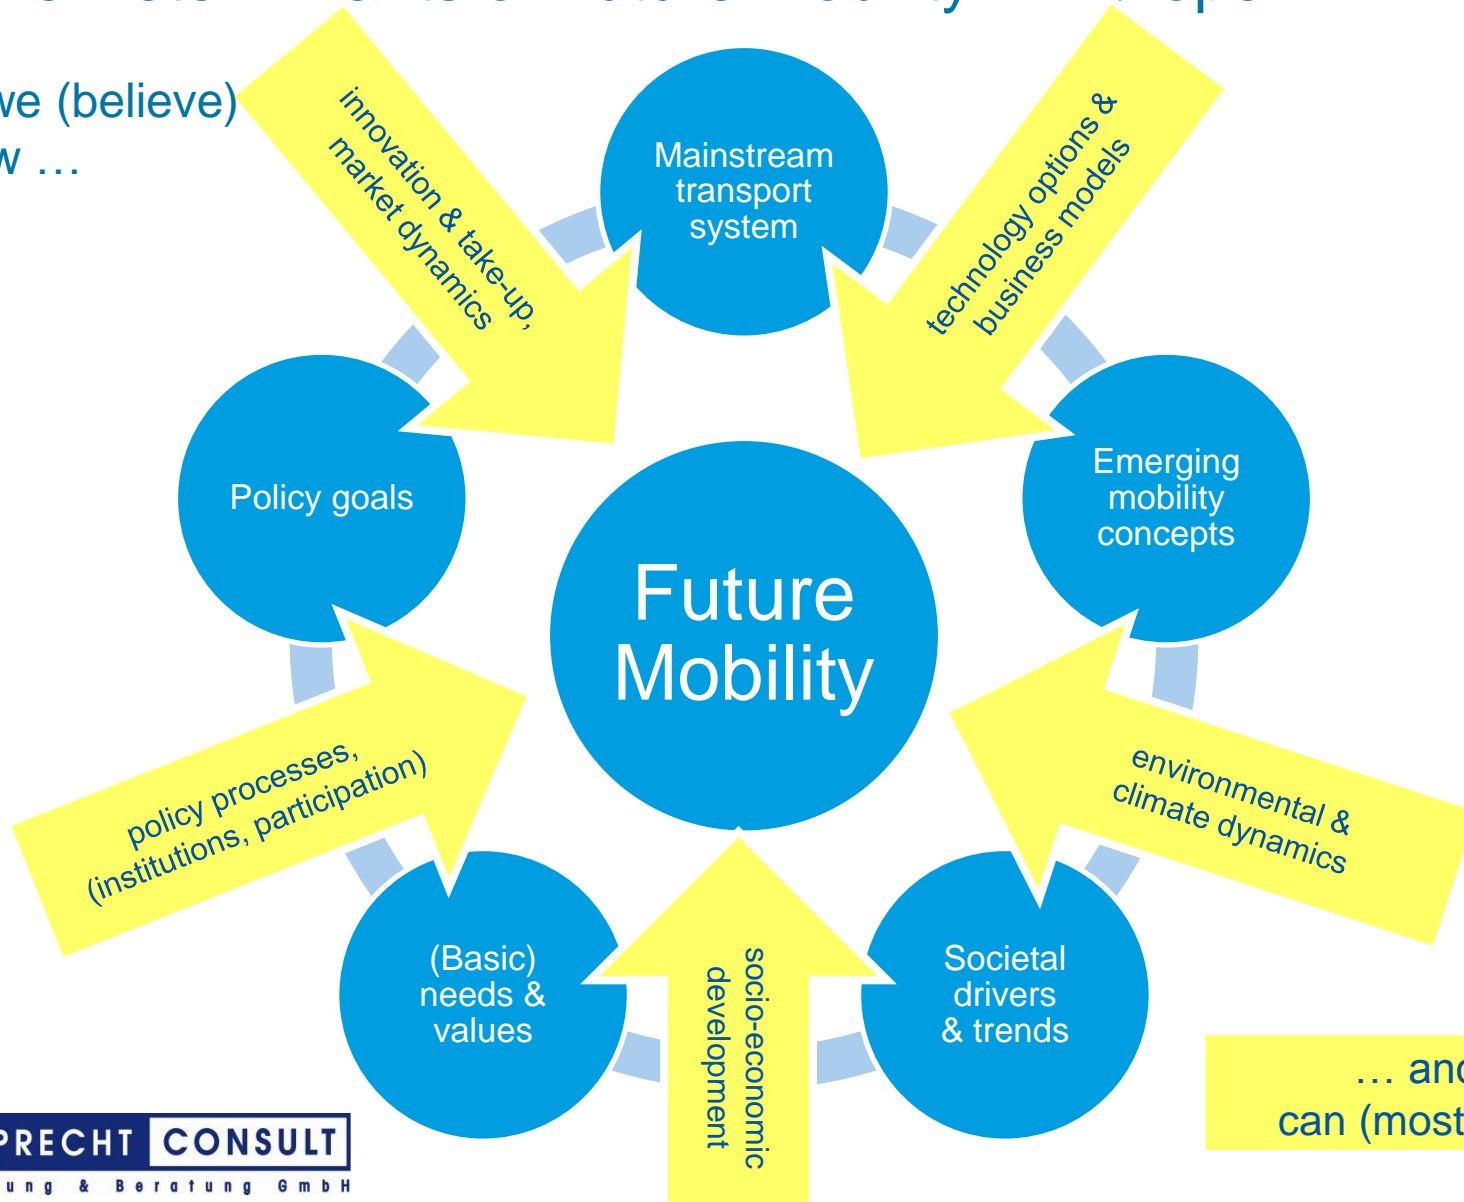 we (believe)
innovation & take-up,
market dynamics
Mainstream
transport
system
technology options &
business models
Policy goals
Emerging
mobility
concepts
Future
Mobility
policy processes,
(institutions, participation)
environmental &
climate dynamics
(Basic)
needs &
values
socio-economic
development
Societal
drivers
& trends
… and
can (most
PRECHT CONSULT
ung & Beratung GmbH